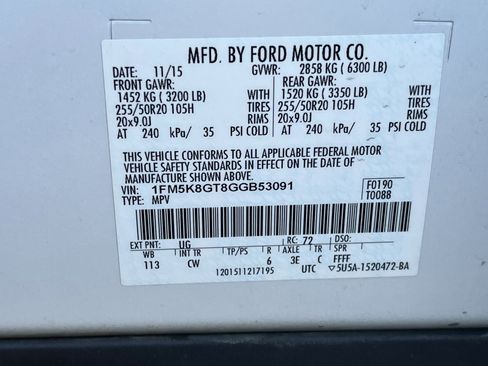 MFD. BY FORD MOTOR CO.
DATE: 11/15 GVWR: 2858 KG ( 6300 LB)
FRONT GAWR: REAR GAWR:
1452 KG ( 3200 LB) WITH 1520 KG ( 3350 LB) WITH
255/50R20 105H TIRES 255/50R20 105H TIRES
20x9.0J RIMS 20x9.0J RIMS
AT 240 kPa/ 35 PSI COLD AT 240 kPa/ 35 PSI COLD
THIS VEHICLE CONFORMS TO ALL APPLICABLE FEDERAL MOTOR
VEHICLE SAFETY STANDARDS IN EFFECT ON THE DATE OF
MANUFACTURE SHOWN ABOVE.
VIN: 1FM5K8GT8GGB53091 F0190
TYPE: MPV T0088
EXT PNT: UG RC: 72 DSO:
WB INT TR TP/PS R AXLE TR SPR
113 CW 6 3E C FFFF
1201511217195 UTC ▽5U5A-1520472-BA